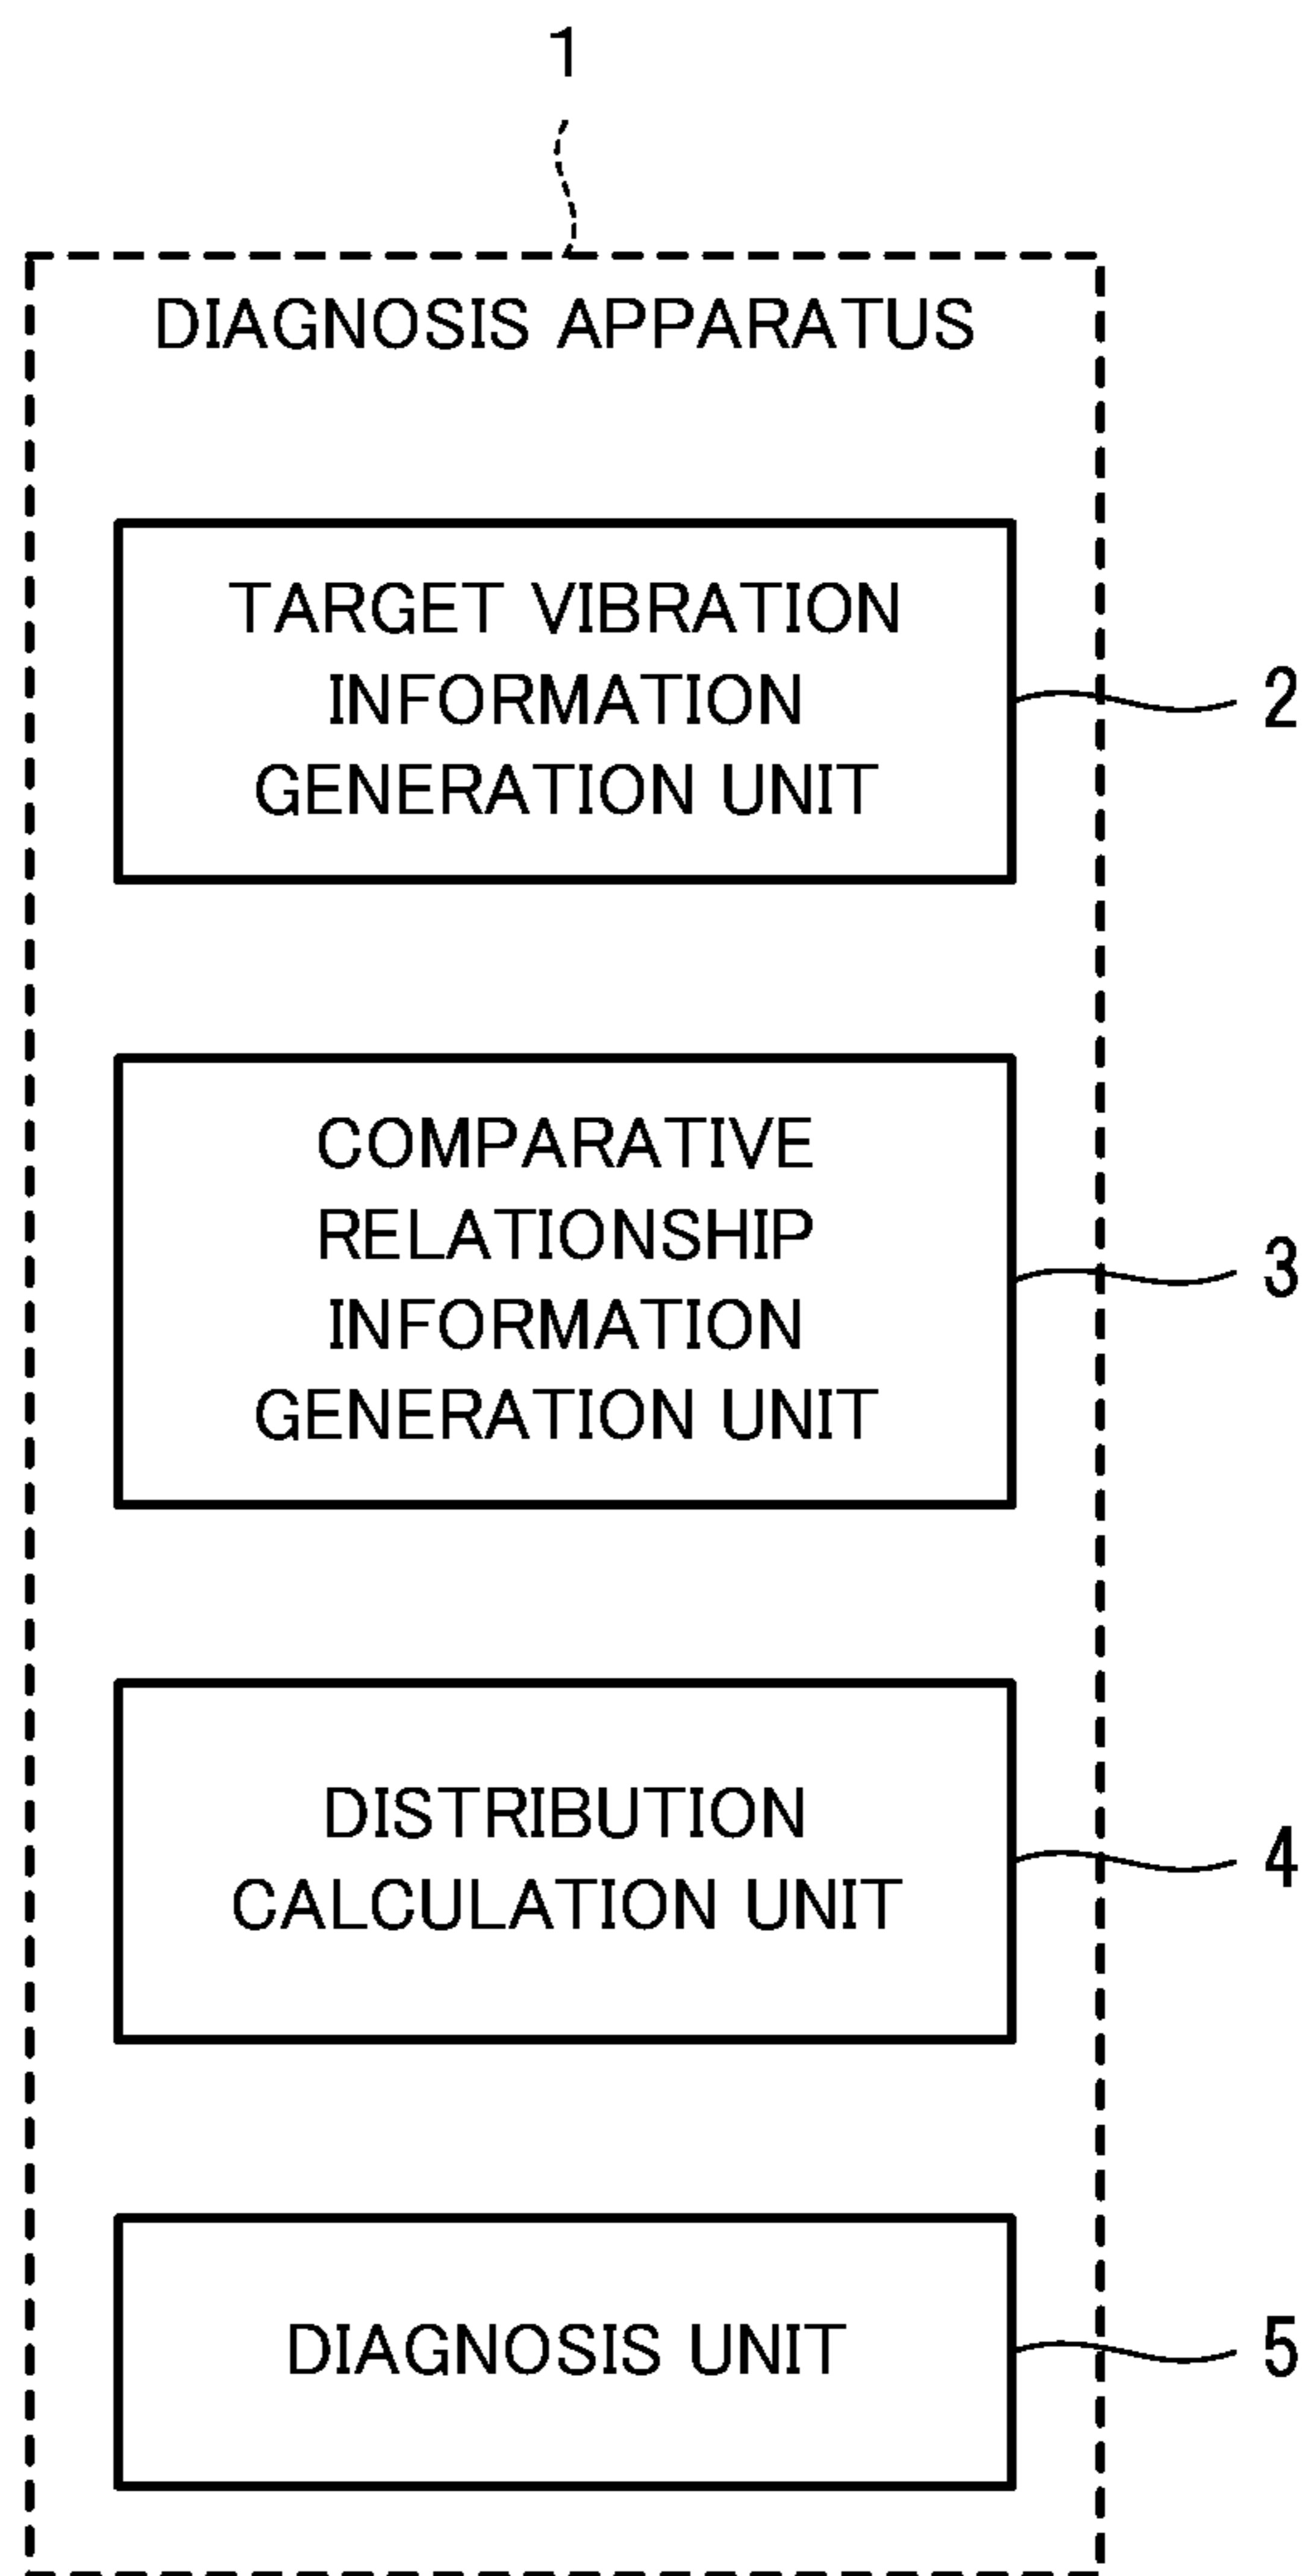 1
DIAGNOSIS APPARATUS
TARGET VIBRATION
INFORMATION
GENERATION UNIT
2
COMPARATIVE
RELATIONSHIP
INFORMATION
GENERATION UNIT
3
DISTRIBUTION
CALCULATION UNIT
4
DIAGNOSIS UNIT
5